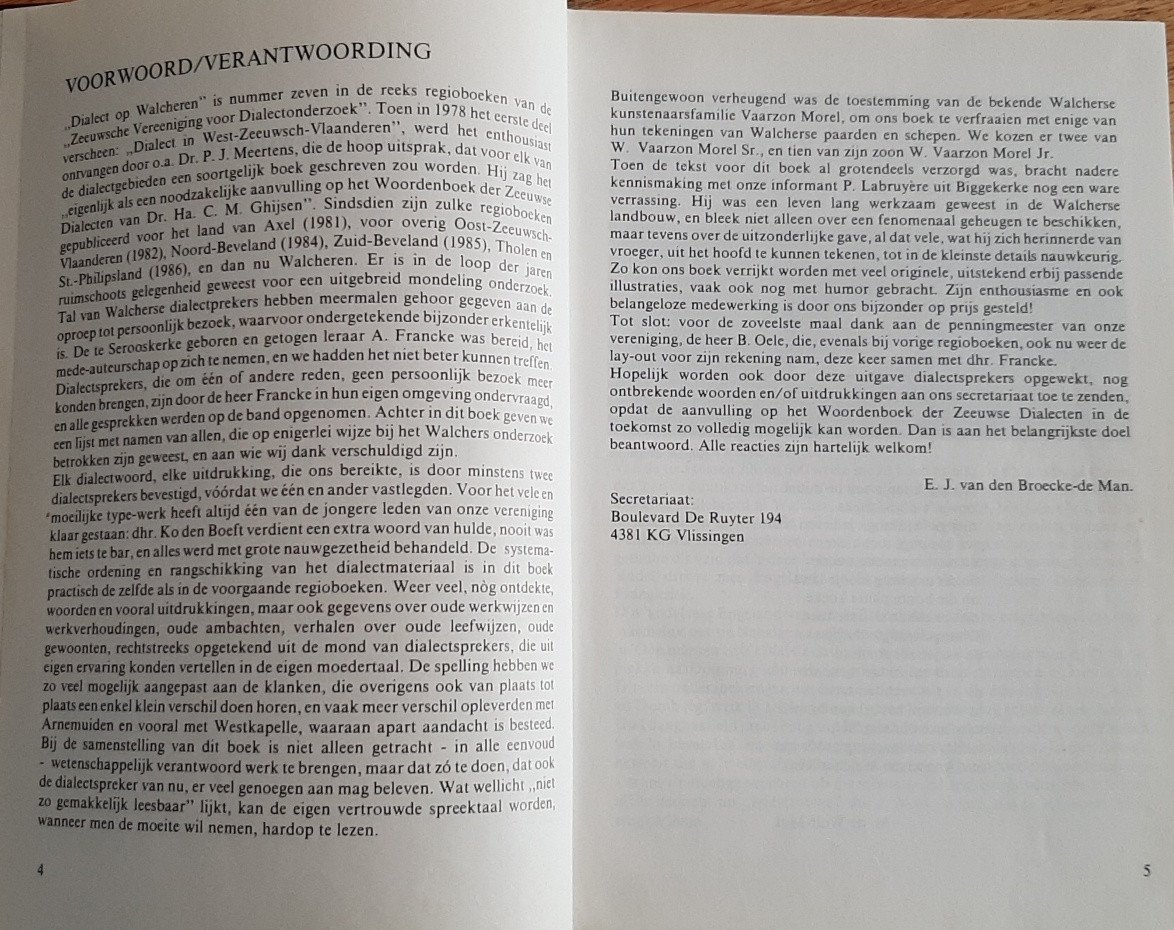 VOORWOORD/VERANTWOORDING
„Dialect op Walcheren” is nummer zeven in de reeks regioboeken van de
„Zeeuwsche Vereeniging voor Dialectonderzoek”. Toen in 1978 het eerste deel
verscheen: „Dialect in West-Zeeuwsch-Vlaanderen”, werd het enthousiast
ontvangen door o.a. Dr. P. J. Meertens, die de hoop uitsprak, dat voor elk van
de dialectgebieden een soortgelijk boek geschreven zou worden. Hij zag het
„eigenlijk als een noodzakelijke aanvulling op het Woordenboek der Zeeuwse
Dialecten van Dr. Ha. C. M. Ghijsen”. Sindsdien zijn zulke regioboeken
gepubliceerd voor het land van Axel (1981), voor overig Oost-Zeeuwsch-
Vlaanderen (1982), Noord-Beveland (1984), Zuid-Beveland (1985), Tholen en
St.-Philipsland (1986), en dan nu Walcheren. Er is in de loop der jaren
ruimschoots gelegenheid geweest voor een uitgebreid mondeling onderzoek.
Tal van Walcherse dialectprekers hebben meermalen gehoor gegeven aan de
oproep tot persoonlijk bezoek, waarvoor ondergetekende bijzonder erkentelijk
is. De te Serooskerke geboren en getogen leraar A. Francke was bereid, het
mede-auteurschap op zich te nemen, en we hadden het niet beter kunnen treffen.
Dialectsprekers, die om één of andere reden, geen persoonlijk bezoek meer
konden brengen, zijn door de heer Francke in hun eigen omgeving ondervraagd,
en alle gesprekken werden op de band opgenomen. Achter in dit boek geven we
een lijst met namen van allen, die op enigerlei wijze bij het Walchers onderzoek
betrokken zijn geweest, en aan wie wij dank verschuldigd zijn.
Elk dialectwoord, elke uitdrukking, die ons bereikte, is door minstens twee
dialectsprekers bevestigd, vóórdat we één en ander vastlegden. Voor het vele en
moeilijke type-werk heeft altijd één van de jongere leden van onze vereniging
klaar gestaan: dhr. Ko den Boeft verdient een extra woord van hulde, nooit was
hem iets te bar, en alles werd met grote nauwgezetheid behandeld. De systema-
tische ordening en rangschikking van het dialectmateriaal is in dit boek
practisch de zelfde als in de voorgaande regioboeken. Weer veel, nòg ontdekte,
woorden en vooral uitdrukkingen, maar ook gegevens over oude werkwijzen en
werkverhoudingen, oude ambachten, verhalen over oude leefwijzen, oude
gewoonten, rechtstreeks opgetekend uit de mond van dialectsprekers, die uit
eigen ervaring konden vertellen in de eigen moedertaal. De spelling hebben we
zo veel mogelijk aangepast aan de klanken, die overigens ook van plaats tot
plaats een enkel klein verschil doen horen, en vaak meer verschil opleverden met
Arnemuiden en vooral met Westkapelle, waaraan apart aandacht is besteed.
Bij de samenstelling van dit boek is niet alleen getracht - in alle eenvoud
- wetenschappelijk verantwoord werk te brengen, maar dat zó te doen, dat ook
de dialectspreker van nu, er veel genoegen aan mag beleven. Wat wellicht „niet
zo gemakkelijk leesbaar” lijkt, kan de eigen vertrouwde spreektaal worden,
wanneer men de moeite wil nemen, hardop te lezen.
4
Buitengewoon verheugend was de toestemming van de bekende Walcherse
kunstenaarsfamilie Vaarzon Morel, om ons boek te verfraaien met enige van
hun tekeningen van Walcherse paarden en schepen. We kozen er twee van
W. Vaarzon Morel Sr., en tien van zijn zoon W. Vaarzon Morel Jr.
Toen de tekst voor dit boek al grotendeels verzorgd was, bracht nadere
kennismaking met onze informant P. Labruyère uit Biggekerke nog een ware
verrassing. Hij was een leven lang werkzaam geweest in de Walcherse
landbouw, en bleek niet alleen over een fenomenaal geheugen te beschikken,
maar tevens over de uitzonderlijke gave, al dat vele, wat hij zich herinnerde van
vroeger, uit het hoofd te kunnen tekenen, tot in de kleinste details nauwkeurig.
Zo kon ons boek verrijkt worden met veel originele, uitstekend erbij passende
illustraties, vaak ook nog met humor gebracht. Zijn enthousiasme en ook
belangeloze medewerking is door ons bijzonder op prijs gesteld!
Tot slot: voor de zoveelste maal dank aan de penningmeester van onze
vereniging, de heer B. Oele, die, evenals bij vorige regioboeken, ook nu weer de
lay-out voor zijn rekening nam, deze keer samen met dhr. Francke.
Hopelijk worden ook door deze uitgave dialectsprekers opgewekt, nog
ontbrekende woorden en/of uitdrukkingen aan ons secretariaat toe te zenden,
opdat de aanvulling op het Woordenboek der Zeeuwse Dialecten in de
toekomst zo volledig mogelijk kan worden. Dan is aan het belangrijkste doel
beantwoord. Alle reacties zijn hartelijk welkom!
E. J. van den Broecke-de Man.
Secretariaat:
Boulevard De Ruyter 194
4381 KG Vlissingen
5